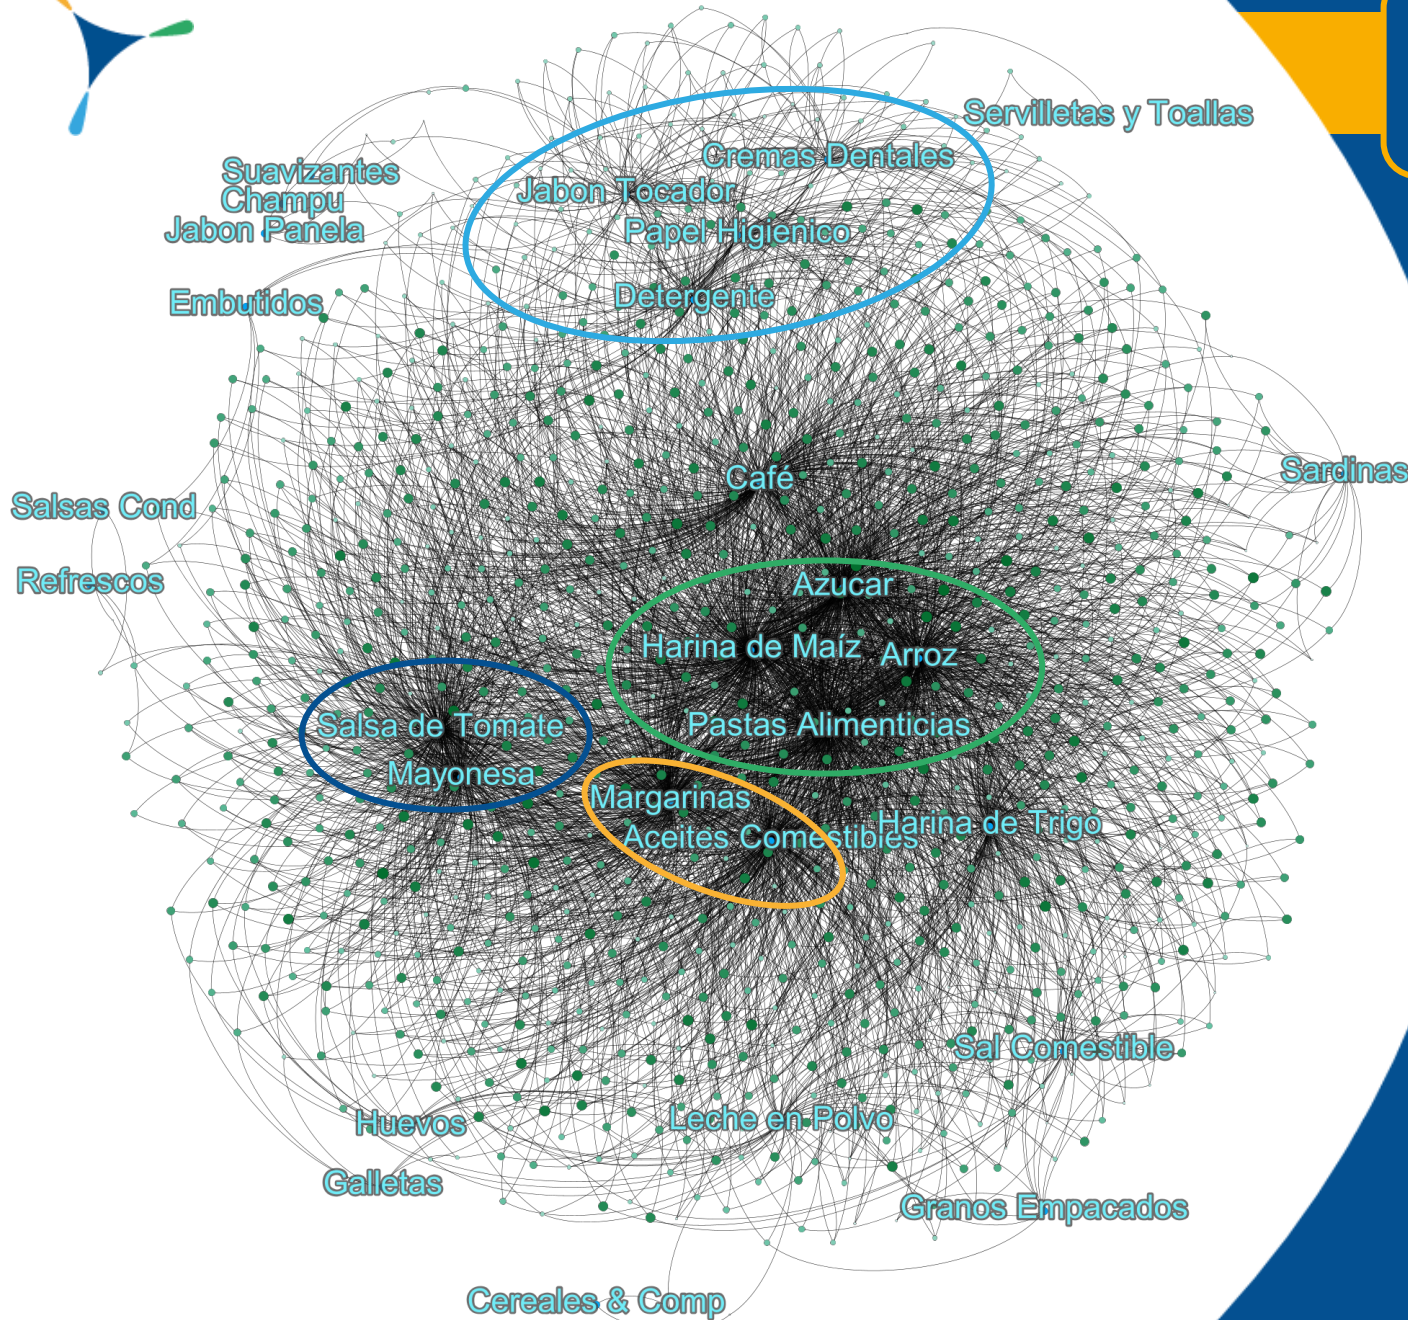 Servilletas y Toallas
Cremas Dentales
Suavizantes
Jabon Tocador
Champu
Jabon Panela
Papel Higienico
Detergente
Embutidos
Sardinas
Café
Salsas Cond
Refrescos
Azucar
Harina de Maíz
Arroz
Salsa de Tomate
Pastas Alimenticias
Mayonesa
Margarinas
Harina de Trigo
Aceites Comestibles
Sal Comestible
Leche en Polvo
Huevos
Galletas
Granos Empacados
Cereales & Comp